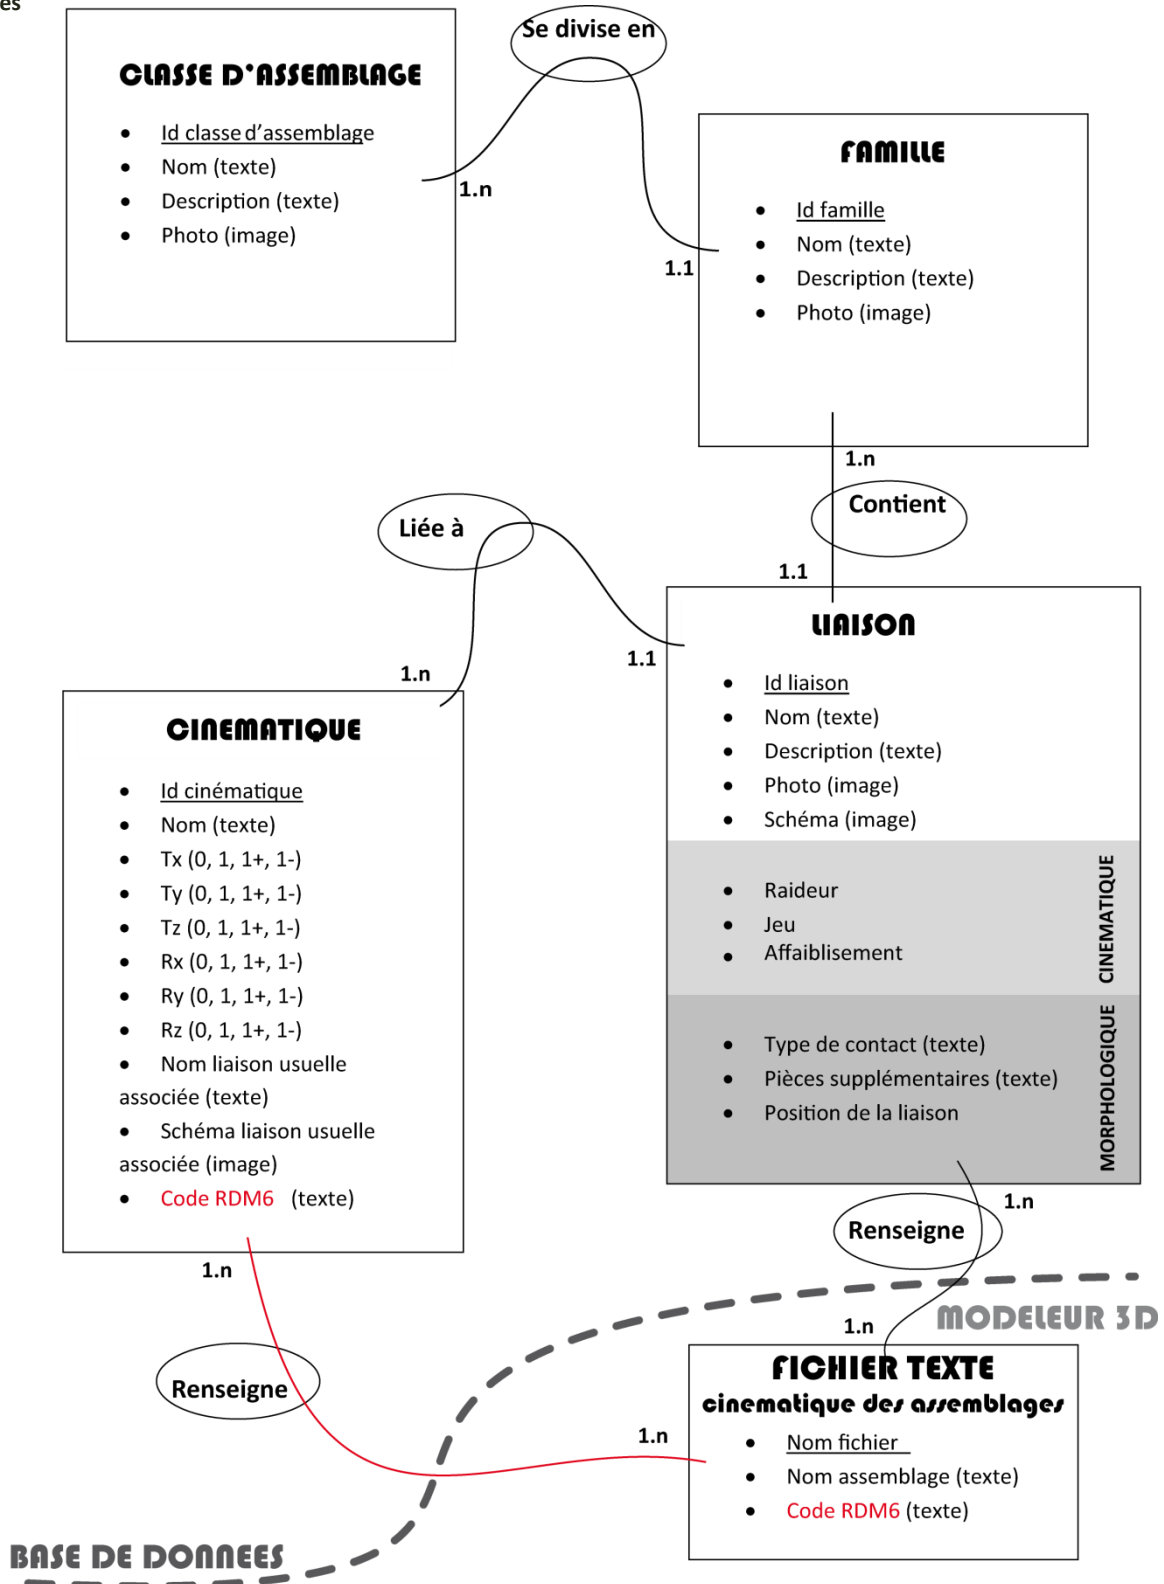 es
Se divise en
CLASSE D'ASSEMBLAGE
• Id classe d'assemblage
• Nom (texte)
• Description (texte)
• Photo (image)
1.n
FAMILLE
• Id famille
• Nom (texte)
• Description (texte)
• Photo (image)
1.1
1.n
Contient
1.1
Liée à
1.n
1.1
LIAISON
• Id liaison
• Nom (texte)
• Description (texte)
• Photo (image)
• Schéma (image)
CINEMATIQUE
• Raideur
• Jeu
• Affaiblisement
MORPHOLOGIQUE
• Type de contact (texte)
• Pièces supplémentaires (texte)
• Position de la liaison
CINEMATIQUE
• Id cinématique
• Nom (texte)
• Tx (0, 1, 1+, 1-)
• Ty (0, 1, 1+, 1-)
• Tz (0, 1, 1+, 1-)
• Rx (0, 1, 1+, 1-)
• Ry (0, 1, 1+, 1-)
• Rz (0, 1, 1+, 1-)
• Nom liaison usuelle
associée (texte)
• Schéma liaison usuelle
associée (image)
• Code RDM6 (texte)
1.n
Renseigne
1.n
Renseigne
1.n
MODELEUR 3D
1.n
FICHIER TEXTE
cinematique des assemblages
• Nom fichier
• Nom assemblage (texte)
• Code RDM6 (texte)
BASE DE DONNEES